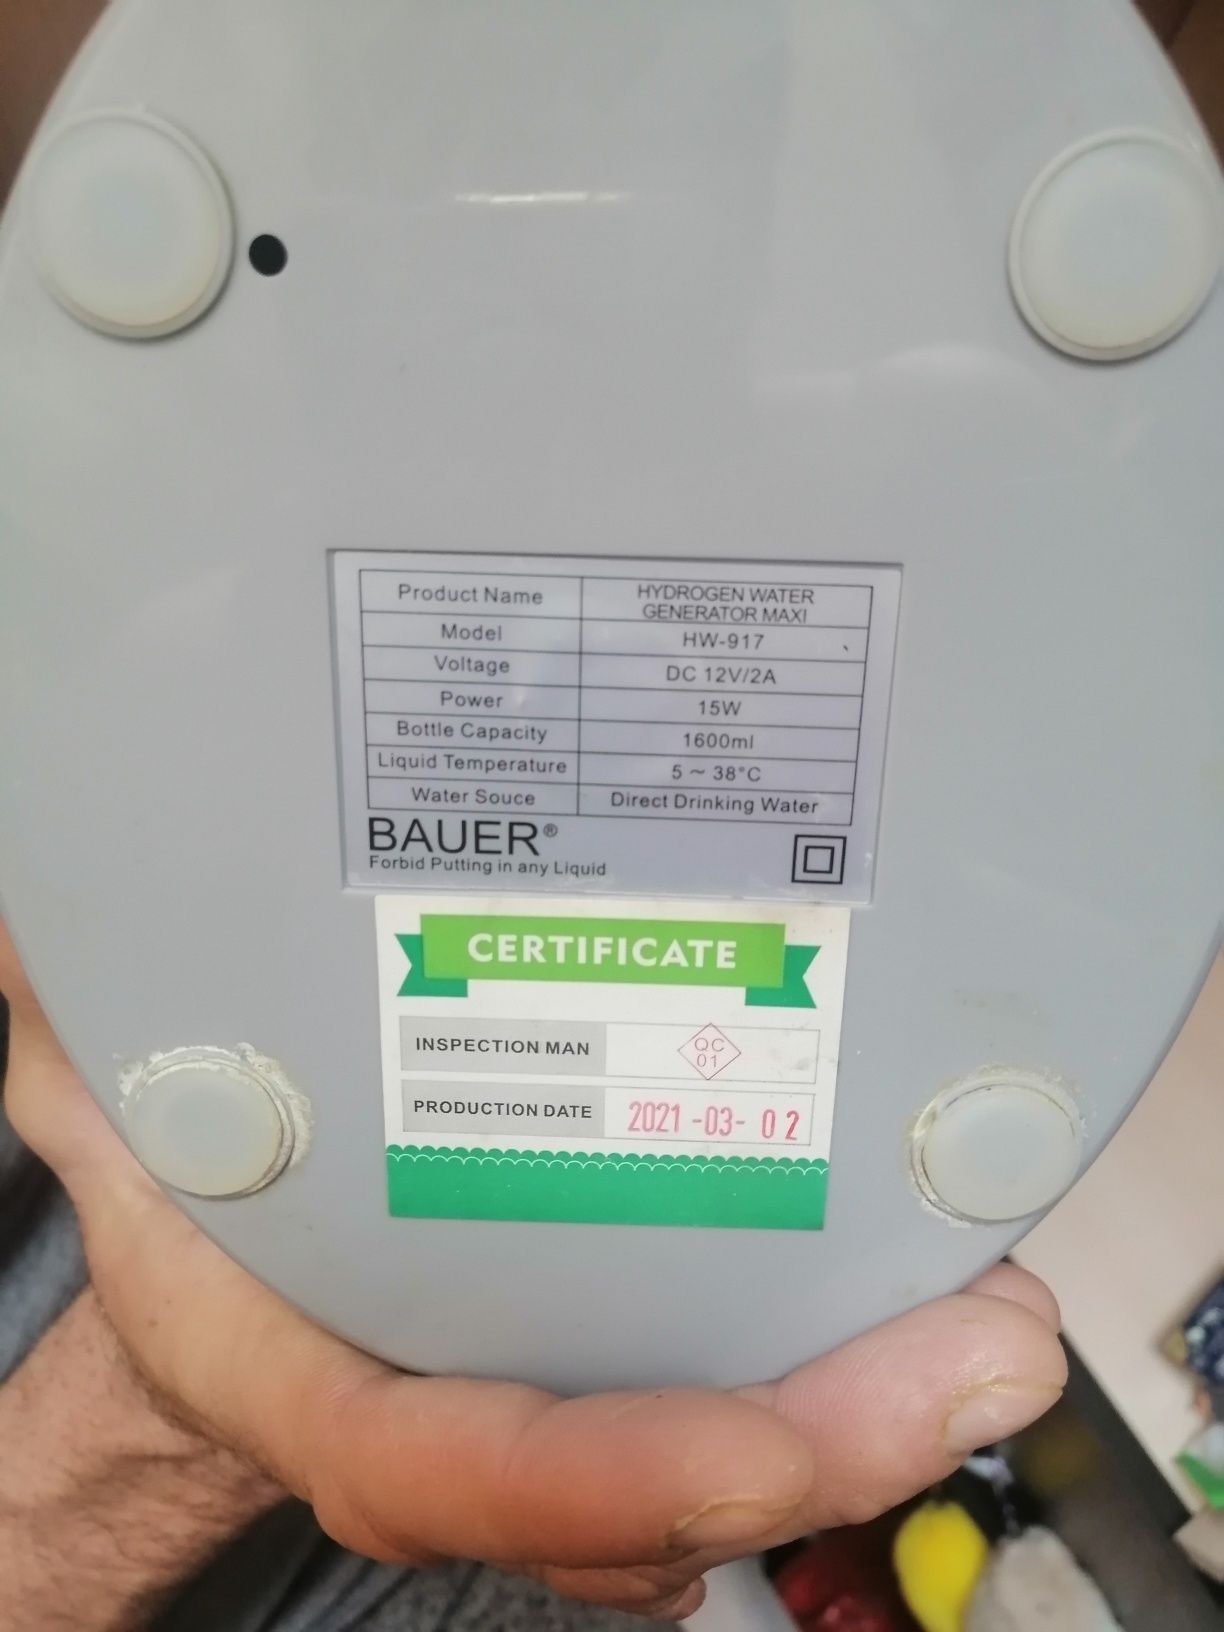 Product Name HYDROGEN WATER
GENERATOR MAXI
Model HW-917
Voltage DC 12V/2A
Power 15W
Bottle Capacity 1600ml
Liquid Temperature 5 ~ 38°C
Water Souce Direct Drinking Water
BAUER®
Forbid Putting in any Liquid
CERTIFICATE
INSPECTION MAN QC
01
PRODUCTION DATE 2021-03-02